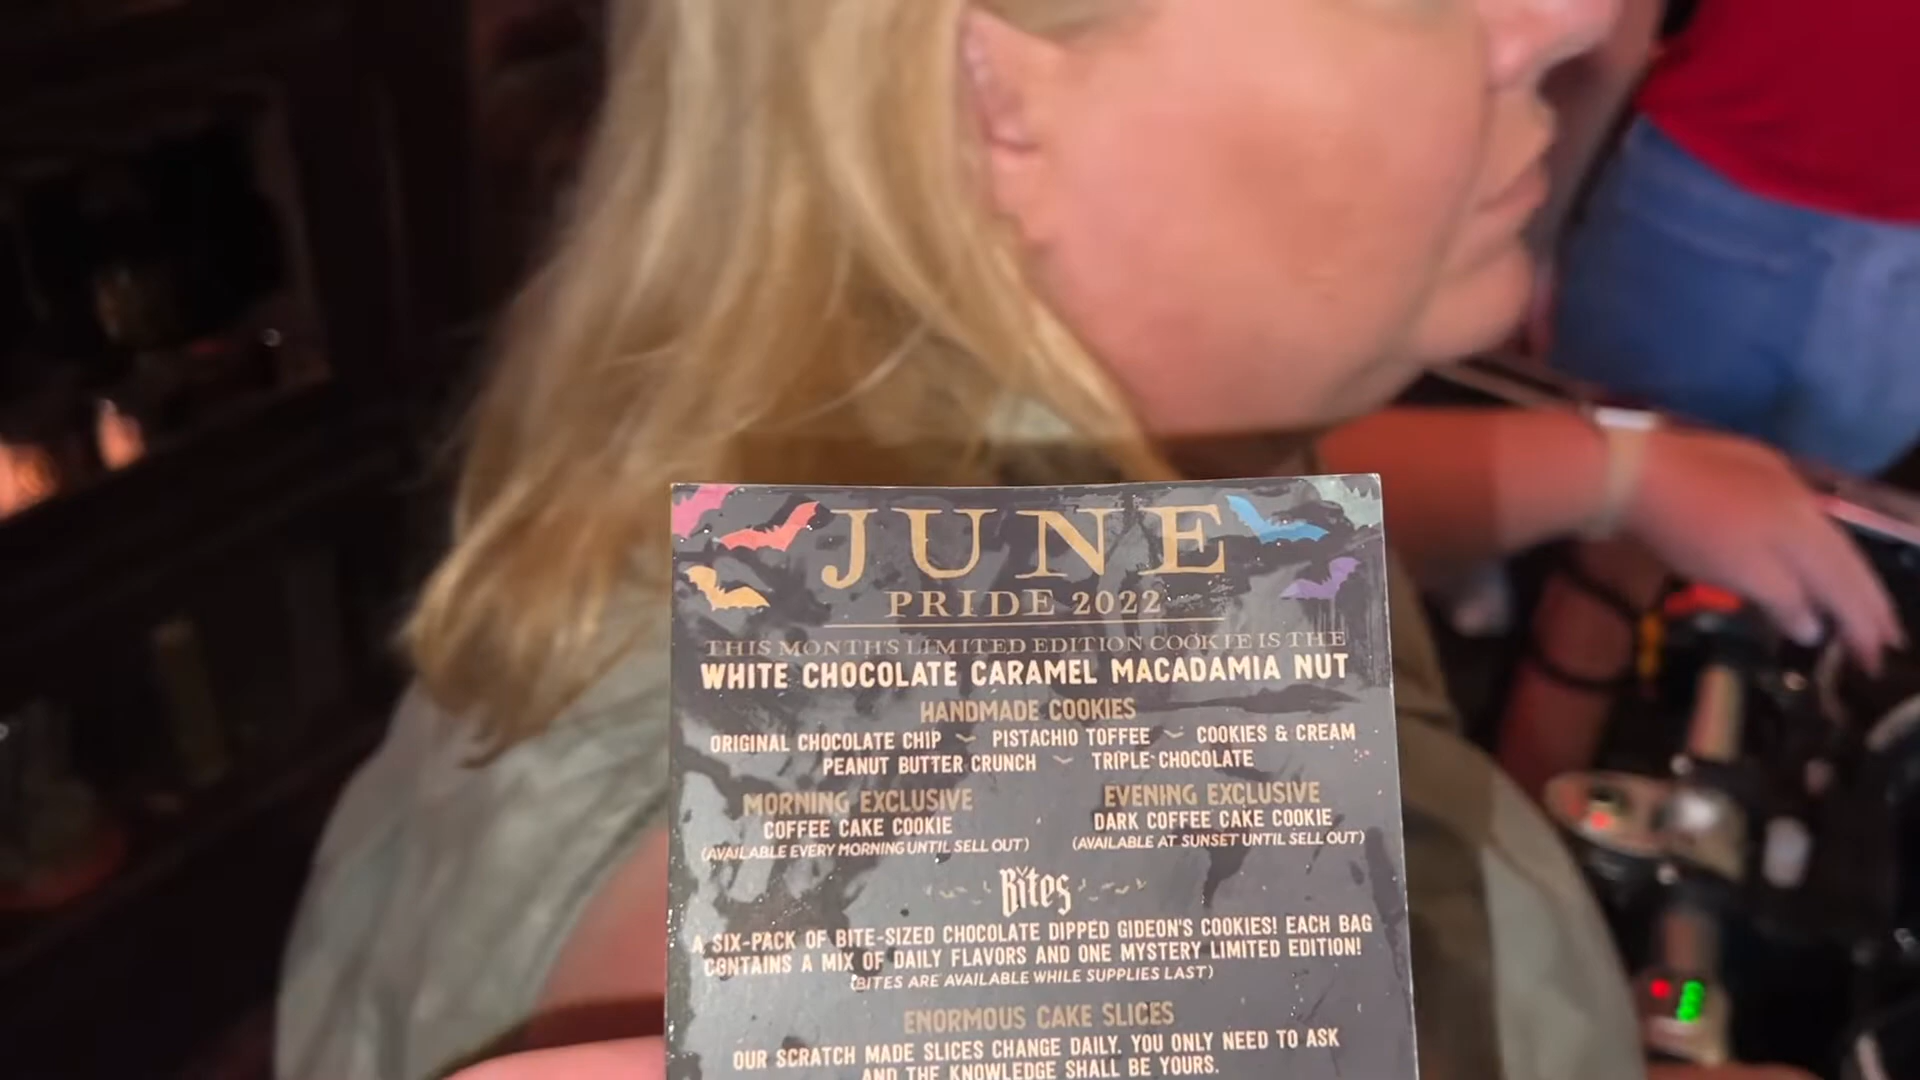 JUNE
PRIDE 2022
THIS MONTH'S LIMITED EDITION COOKIE IS THE
WHITE CHOCOLATE CARAMEL MACADAMIA NUT
HANDMADE COOKIES
ORIGINAL CHOCOLATE CHIP PISTACHIO TOFFEE COOKIES & CREAM
PEANUT BUTTER CRUNCH TRIPLE CHOCOLATE
MORNING EXCLUSIVE
COFFEE CAKE COOKIE
(AVAILABLE EVERY MORNING UNTIL SELL OUT)
EVENING EXCLUSIVE
DARK COFFEE CAKE COOKIE
(AVAILABLE AT SUNSET UNTIL SELL OUT)
Bites
A SIX-PACK OF BITE-SIZED CHOCOLATE DIPPED GIDEON'S COOKIES! EACH BAG
CONTAINS A MIX OF DAILY FLAVORS AND ONE MYSTERY LIMITED EDITION!
(BITES ARE AVAILABLE WHILE SUPPLIES LAST)
ENORMOUS CAKE SLICES
OUR SCRATCH MADE SLICES CHANGE DAILY. YOU ONLY NEED TO ASK
AND THE KNOWLEDGE SHALL BE YOURS.